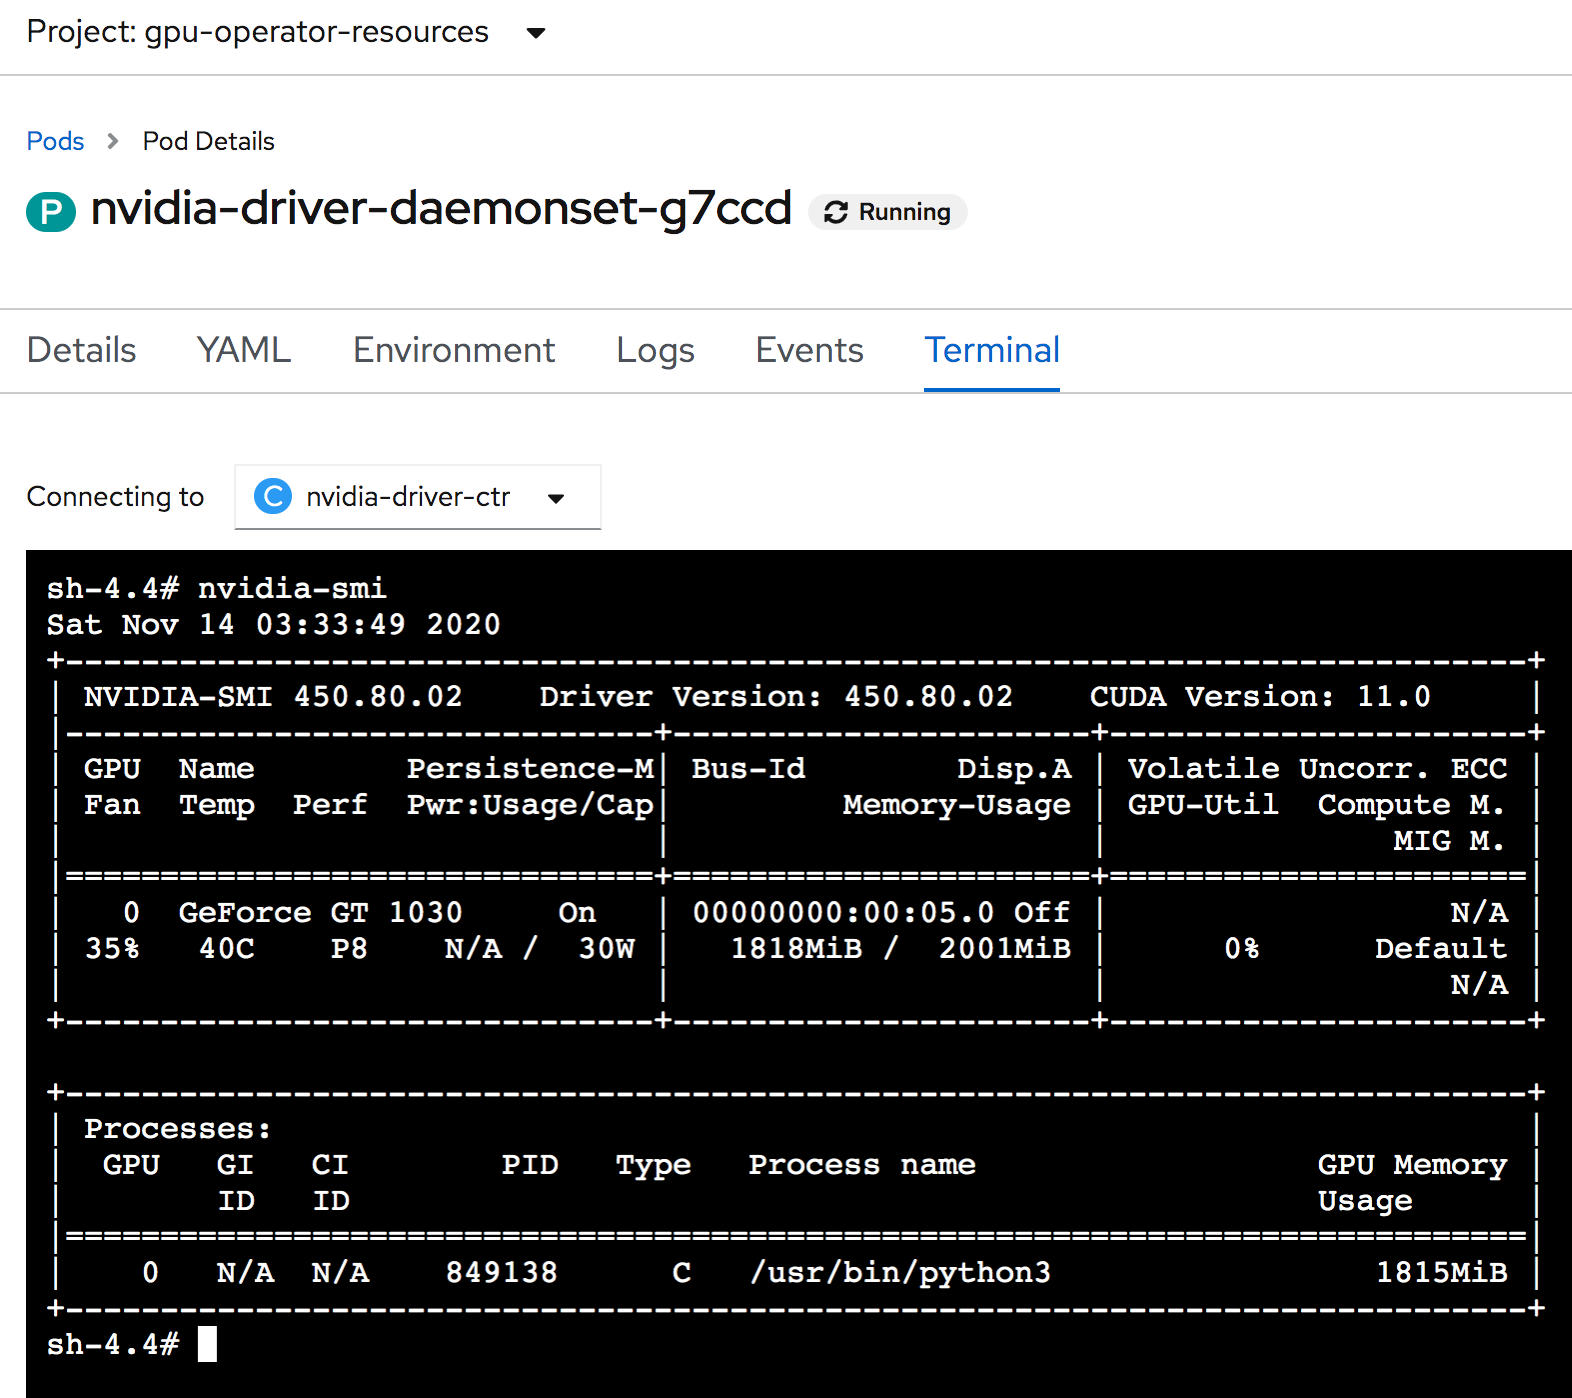 Project: gpu-operator-resources
Pods > Pod Details
P nvidia-driver-daemonset-g7ccd Running
Details YAML Environment Logs Events Terminal
Connecting to C nvidia-driver-ctr
sh-4.4# nvidia-smi
Sat Nov 14 03:33:49 2020
+-----------------------------------------------------------------------------+
| NVIDIA-SMI 450.80.02    Driver Version: 450.80.02    CUDA Version: 11.0     |
|-------------------------------+----------------------+----------------------+
| GPU  Name        Persistence-M| Bus-Id        Disp.A | Volatile Uncorr. ECC |
| Fan  Temp  Perf  Pwr:Usage/Cap|         Memory-Usage | GPU-Util  Compute M. |
|                               |                      |               MIG M. |
|===============================+======================+======================|
|   0  GeForce GT 1030     On   | 00000000:00:05.0 Off |                  N/A |
| 35%   40C    P8    N/A /  30W |   1818MiB /  2001MiB |      0%      Default |
|                               |                      |                  N/A |
+-------------------------------+----------------------+----------------------+
+-----------------------------------------------------------------------------+
| Processes:                                                                  |
|  GPU   GI   CI        PID   Type   Process name                  GPU Memory |
|        ID   ID                                                   Usage      |
|=============================================================================|
|    0   N/A  N/A    849138      C   /usr/bin/python3                 1815MiB |
+-----------------------------------------------------------------------------+
sh-4.4#